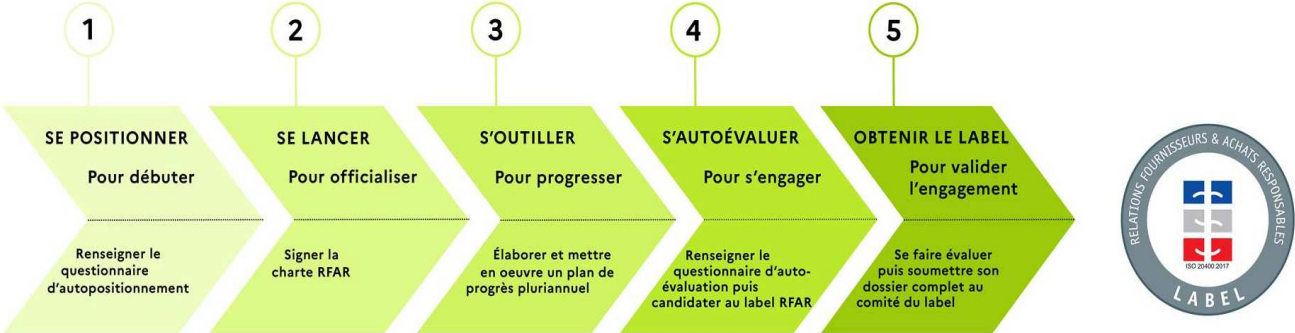 1
SE POSITIONNER
Pour débuter
Renseigner le
questionnaire
d'autopositionnement
2
SE LANCER
Pour officialiser
Signer la
charte RFAR
3
S'OUTILLER
Pour progresser
Élaborer et mettre
en oeuvre un plan de
progrès pluriannuel
4
S'AUTOÉVALUER
Pour s'engager
Renseigner le
questionnaire d'auto-
évaluation puis
candidater au label RFAR
5
OBTENIR LE LABEL
Pour valider
l'engagement
Se faire évaluer
puis soumettre son
dossier complet au
comité du label
RELATIONS FOURNISSEURS & ACHATS RESPONSABLES
ISO 20400:2017
LABEL